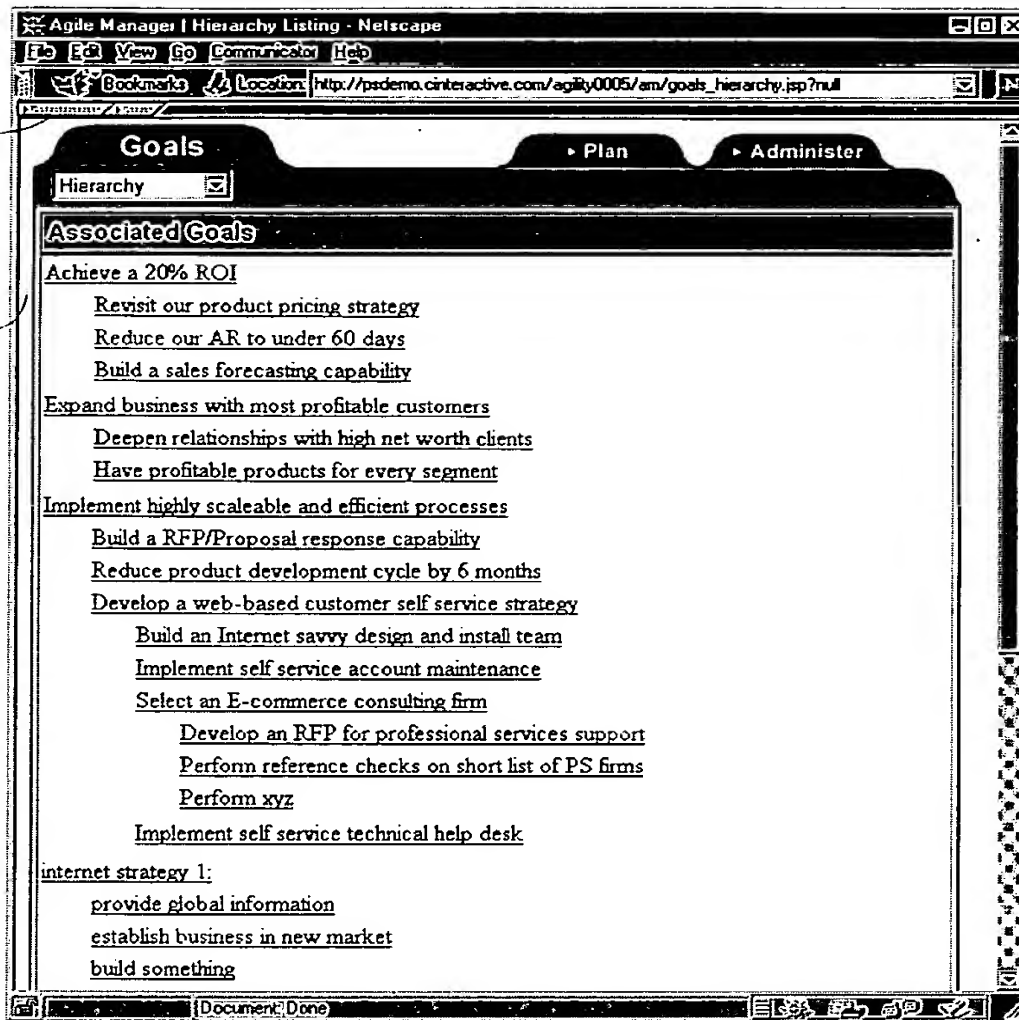 Agile Manager | Hierarchy Listing - Netscape
File Edit View Go Communicator Help
Bookmarks Location: http://psdemo.cinteractive.com/agility0005/am/goals_hierarchy.jsp?null
Goals
Plan
Administer
Hierarchy
Associated Goals
Achieve a 20% ROI
Revisit our product pricing strategy
Reduce our AR to under 60 days
Build a sales forecasting capability
Expand business with most profitable customers
Deepen relationships with high net worth clients
Have profitable products for every segment
Implement highly scaleable and efficient processes
Build a RFP/Proposal response capability
Reduce product development cycle by 6 months
Develop a web-based customer self service strategy
Build an Internet savvy design and install team
Implement self service account maintenance
Select an E-commerce consulting firm
Develop an RFP for professional services support
Perform reference checks on short list of PS firms
Perform xyz
Implement self service technical help desk
internet strategy 1:
provide global information
establish business in new market
build something
Document: Done